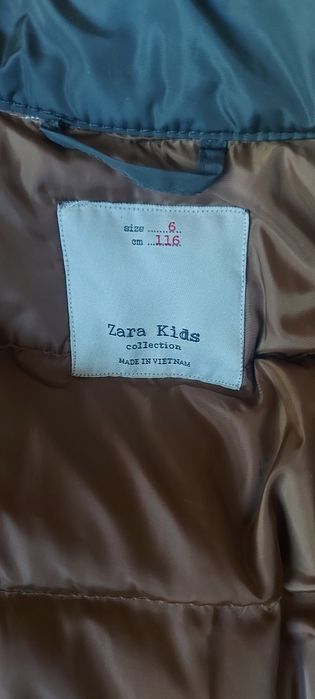 size ...... 6 ..
cm ...116..
Zara Kids
collection
MADE IN VIETNAM